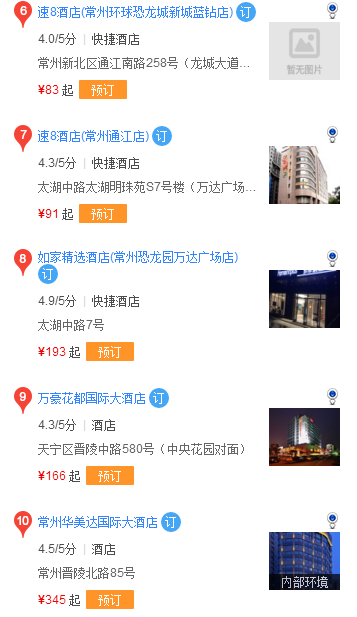 6 速8酒店(常州环球恐龙城新城蓝钻店) 订
4.0/5分 | 快捷酒店
常州新北区通江南路258号（龙城大道...
¥83 起 预订
暂无图片
7 速8酒店(常州通江店) 订
4.3/5分 | 快捷酒店
太湖中路太湖明珠苑S7号楼（万达广场...
¥91 起 预订
8 如家精选酒店(常州恐龙园万达广场店)
订
4.9/5分 | 快捷酒店
太湖中路7号
¥193 起 预订
9 万豪花都国际大酒店 订
4.3/5分 | 酒店
天宁区晋陵中路580号（中央花园对面）
¥166 起 预订
10 常州华美达国际大酒店 订
4.5/5分 | 酒店
常州晋陵北路85号
¥345 起 预订
内部环境